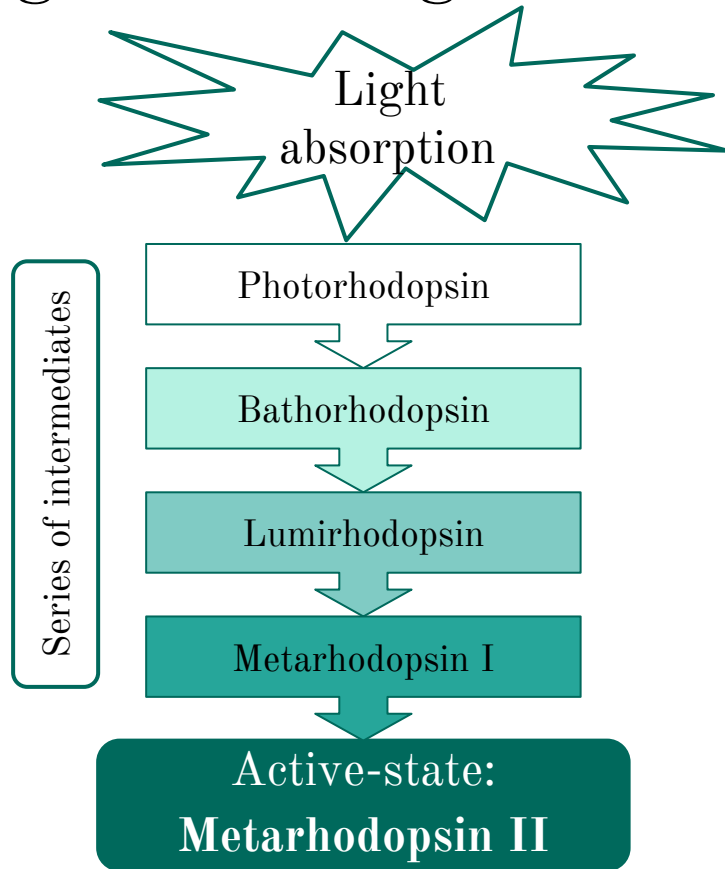 Light
absorption
Series of intermediates
Photorhodopsin
Bathorhodopsin
Lumirhodopsin
Metarhodopsin I
Active-state:
Metarhodopsin II